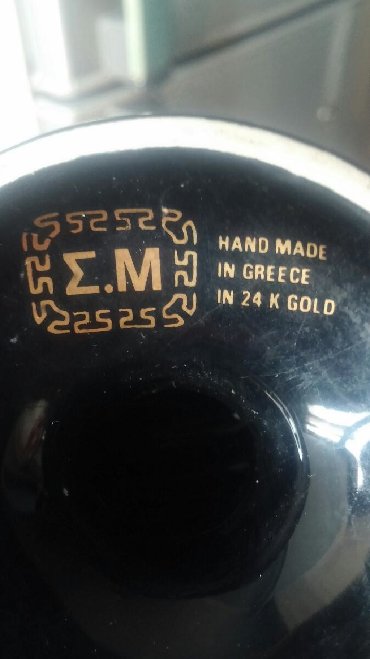 Σ.Μ
HAND MADE
IN GREECE
IN 24 K GOLD